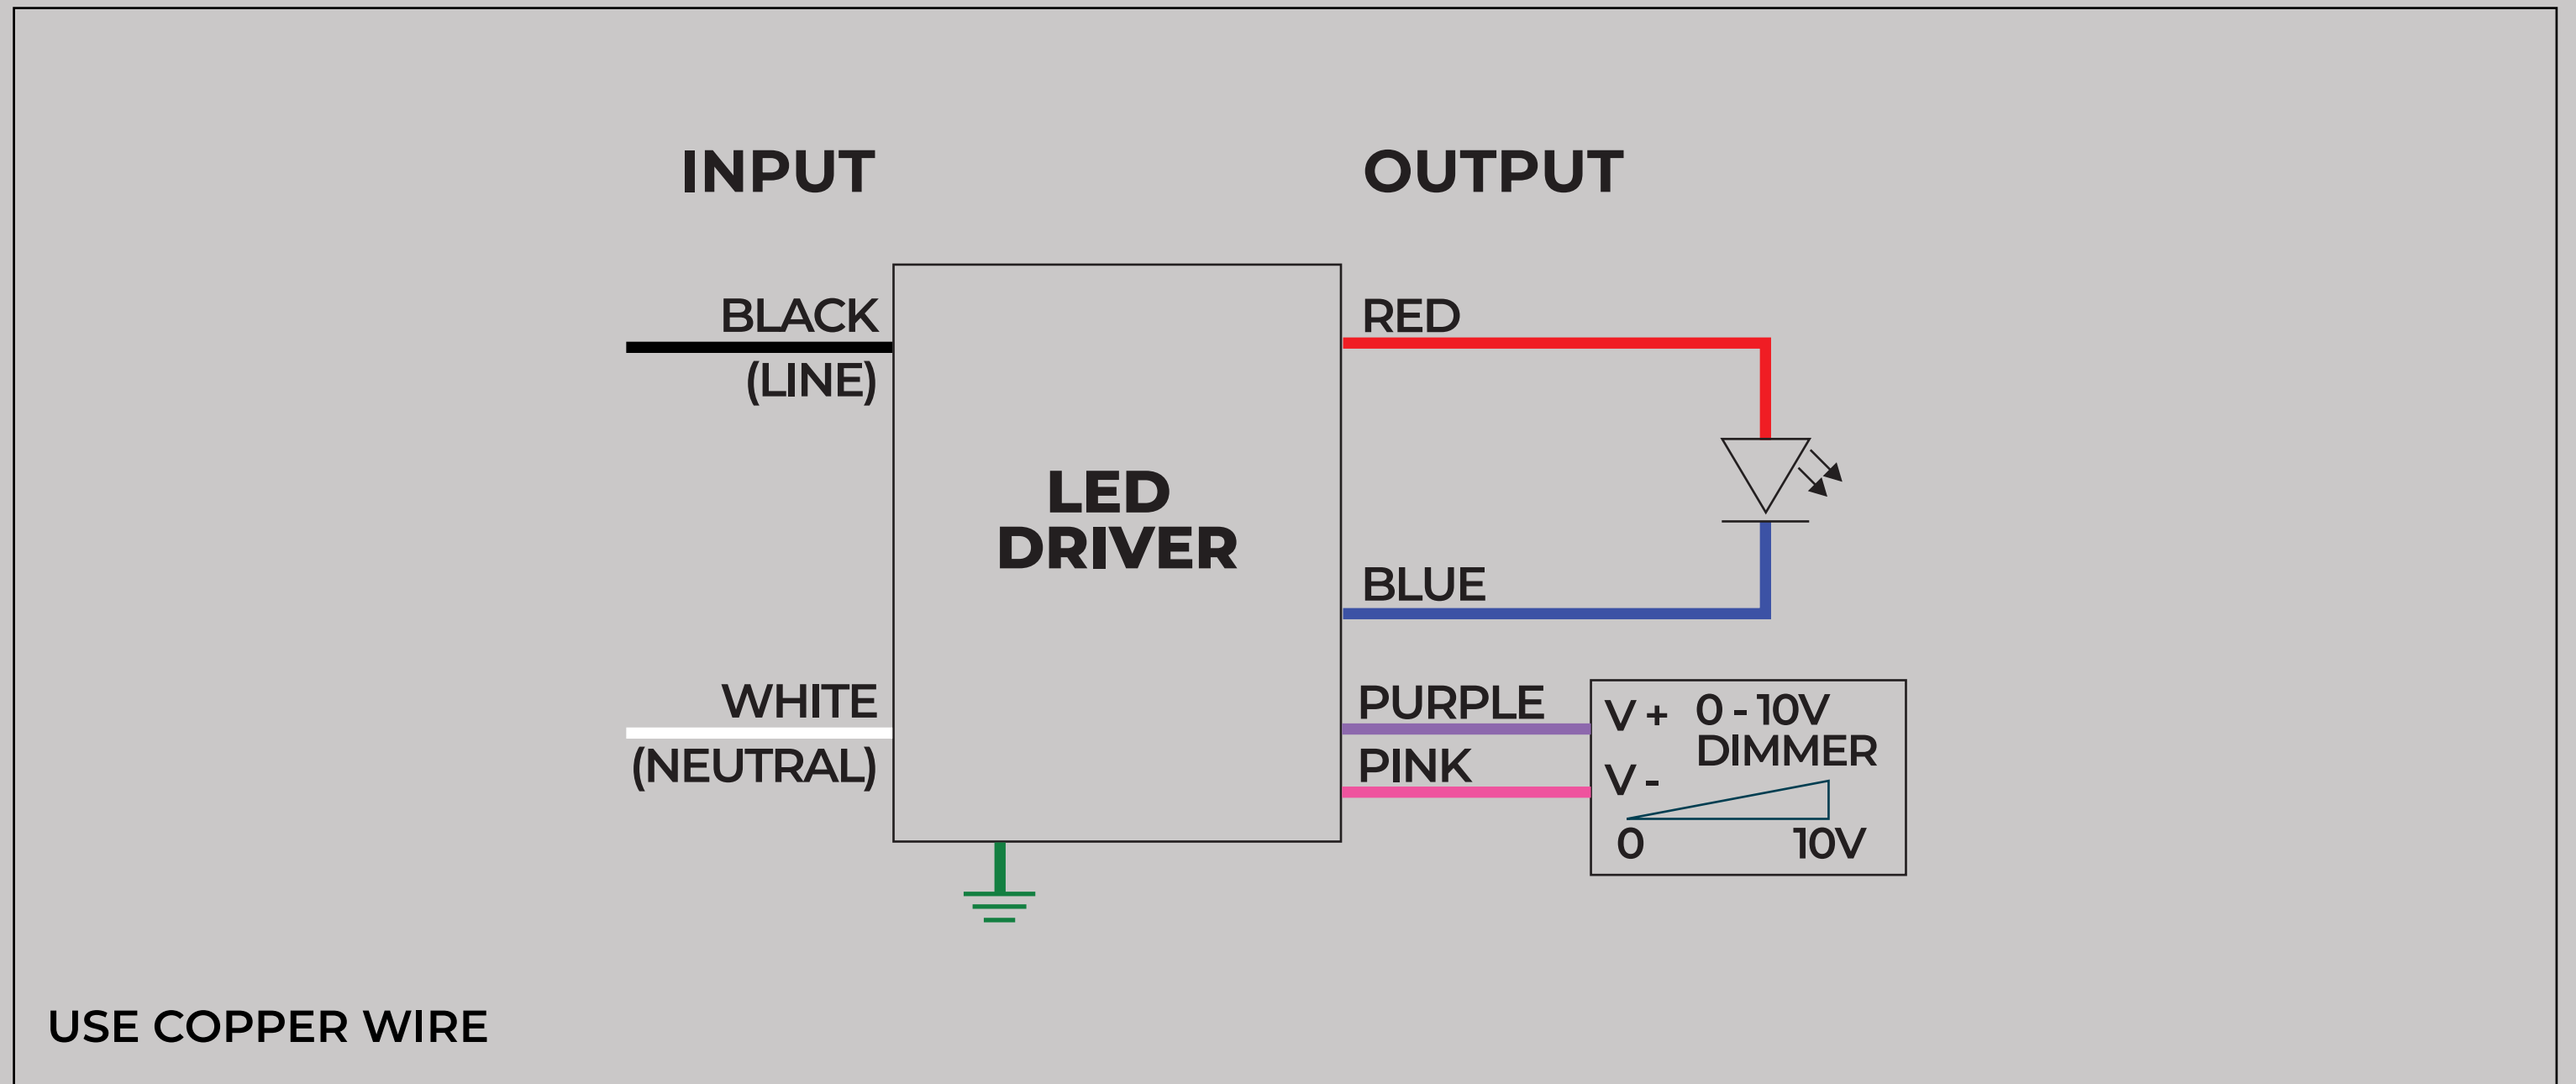 INPUT
OUTPUT
BLACK
(LINE)
RED
LED
DRIVER
BLUE
WHITE
(NEUTRAL)
PURPLE
PINK
V + 0 - 10V
DIMMER
V -
0 10V
USE COPPER WIRE